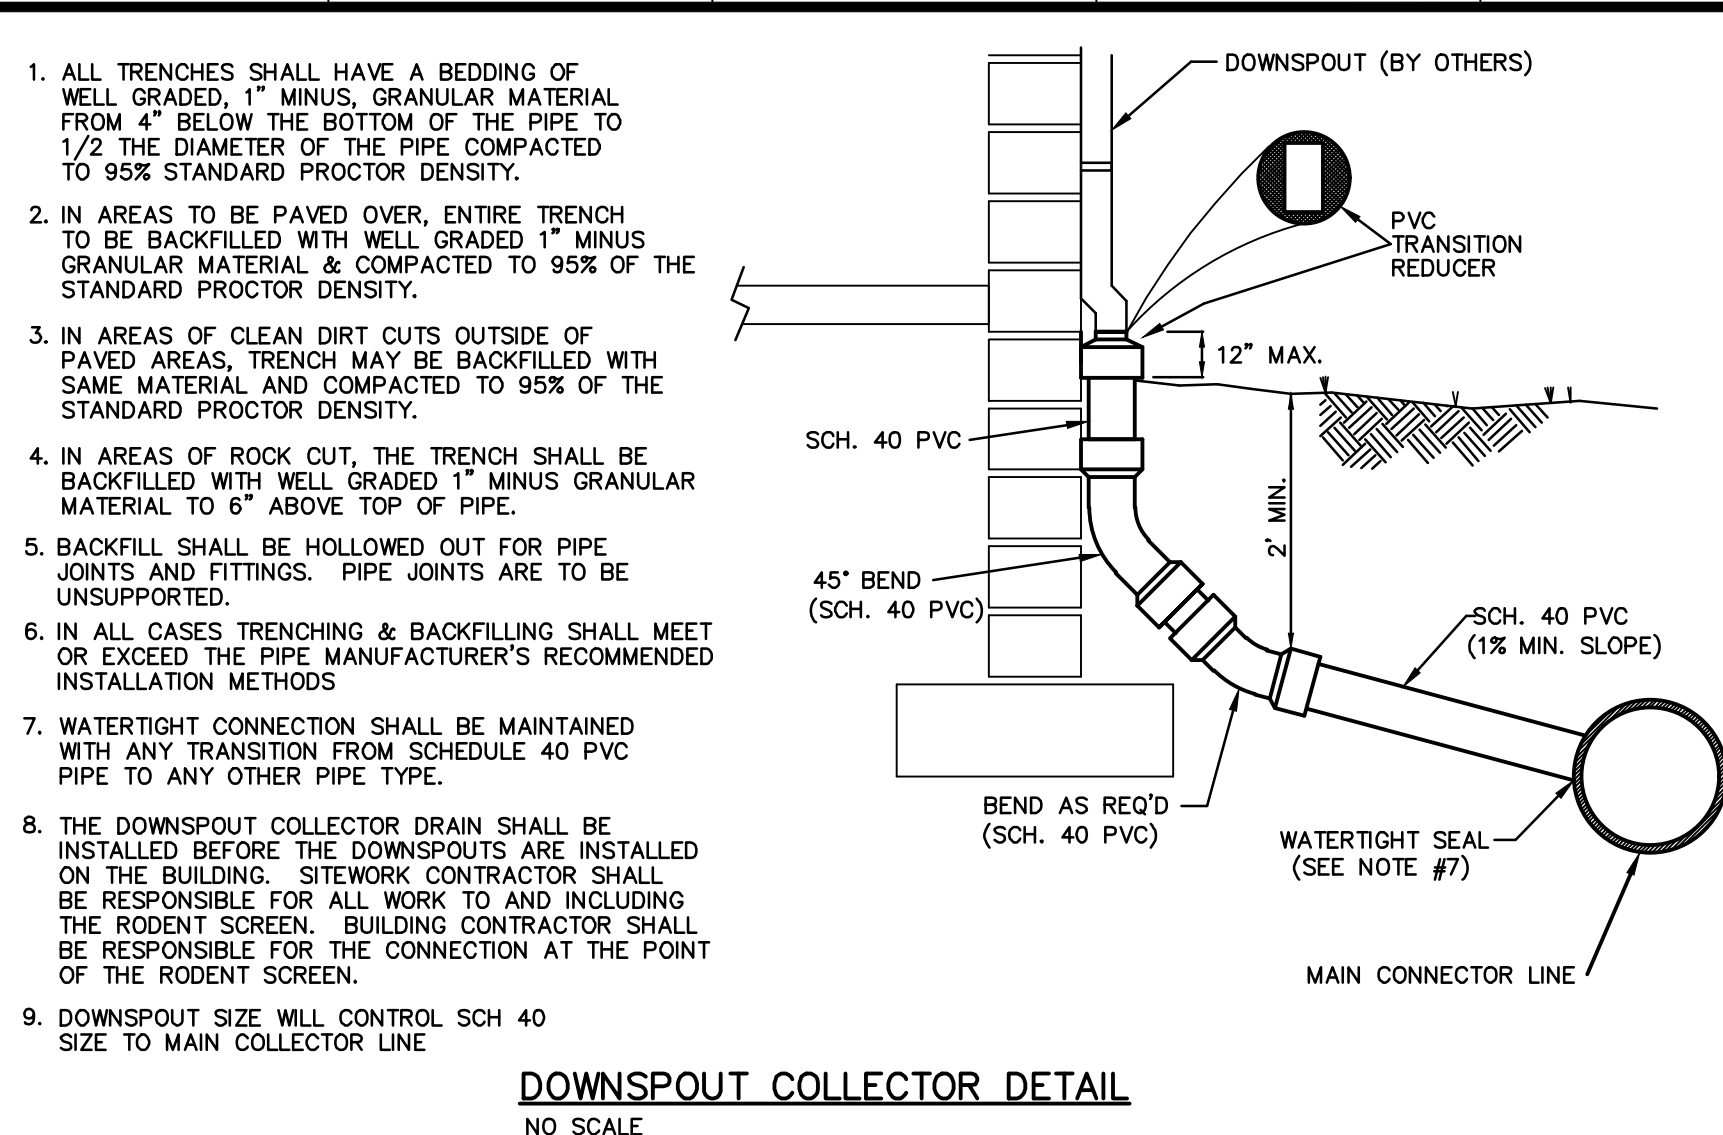 1. ALL TRENCHES SHALL HAVE A BEDDING OF
WELL GRADED, 1" MINUS, GRANULAR MATERIAL
FROM 4" BELOW THE BOTTOM OF THE PIPE TO
1/2 THE DIAMETER OF THE PIPE COMPACTED
TO 95% STANDARD PROCTOR DENSITY.
2. IN AREAS TO BE PAVED OVER, ENTIRE TRENCH
TO BE BACKFILLED WITH WELL GRADED 1" MINUS
GRANULAR MATERIAL & COMPACTED TO 95% OF THE
STANDARD PROCTOR DENSITY.
3. IN AREAS OF CLEAN DIRT CUTS OUTSIDE OF
PAVED AREAS, TRENCH MAY BE BACKFILLED WITH
SAME MATERIAL AND COMPACTED TO 95% OF THE
STANDARD PROCTOR DENSITY.
4. IN AREAS OF ROCK CUT, THE TRENCH SHALL BE
BACKFILLED WITH WELL GRADED 1" MINUS GRANULAR
MATERIAL TO 6" ABOVE TOP OF PIPE.
5. BACKFILL SHALL BE HOLLOWED OUT FOR PIPE
JOINTS AND FITTINGS. PIPE JOINTS ARE TO BE
UNSUPPORTED.
6. IN ALL CASES TRENCHING & BACKFILLING SHALL MEET
OR EXCEED THE PIPE MANUFACTURER'S RECOMMENDED
INSTALLATION METHODS
7. WATERTIGHT CONNECTION SHALL BE MAINTAINED
WITH ANY TRANSITION FROM SCHEDULE 40 PVC
PIPE TO ANY OTHER PIPE TYPE.
8. THE DOWNSPOUT COLLECTOR DRAIN SHALL BE
INSTALLED BEFORE THE DOWNSPOUTS ARE INSTALLED
ON THE BUILDING. SITEWORK CONTRACTOR SHALL
BE RESPONSIBLE FOR ALL WORK TO AND INCLUDING
THE RODENT SCREEN. BUILDING CONTRACTOR SHALL
BE RESPONSIBLE FOR THE CONNECTION AT THE POINT
OF THE RODENT SCREEN.
9. DOWNSPOUT SIZE WILL CONTROL SCH 40
SIZE TO MAIN COLLECTOR LINE
DOWNSPOUT (BY OTHERS)
PVC
TRANSITION
REDUCER
12" MAX.
SCH. 40 PVC
2' MIN.
45° BEND
(SCH. 40 PVC)
SCH. 40 PVC
(1% MIN. SLOPE)
BEND AS REQ'D
(SCH. 40 PVC)
WATERTIGHT SEAL
(SEE NOTE #7)
MAIN CONNECTOR LINE
DOWNSPOUT COLLECTOR DETAIL
NO SCALE